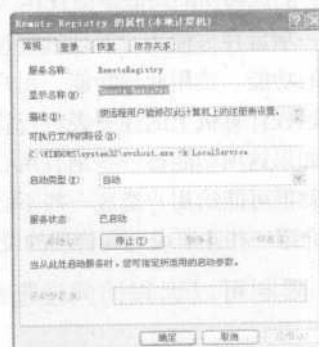 Remote Registry 的属性(本地计算机)
常规 登录 恢复 依存关系
服务名称: RemoteRegistry
显示名称(N): Remote Registry
描述(D): 使远程用户能修改此计算机上的注册表设置。
可执行文件的路径(H):
C:\WINDOWS\system32\svchost.exe -k LocalService
启动类型(E): 自动
服务状态: 已启动
停止(T)
当从此处启动服务时,您可指定所适用的启动参数。
确定 取消